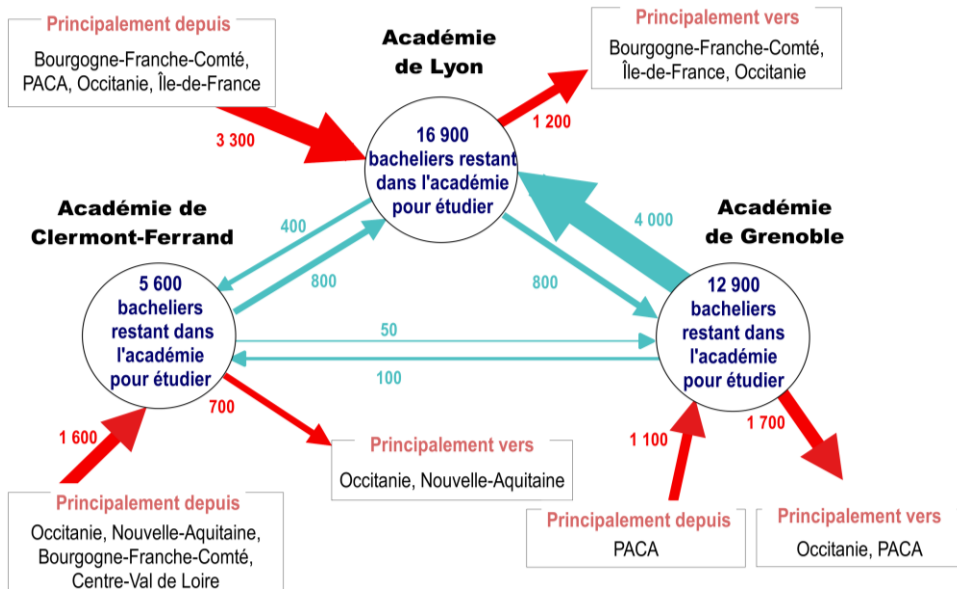 Principalement depuis
Bourgogne-Franche-Comté,
PACA, Occitanie, Île-de-France
Académie
de Lyon
Principalement vers
Bourgogne-Franche-Comté,
Île-de-France, Occitanie
3 300
1 200
16 900
bacheliers restant
dans l'académie
pour étudier
Académie de
Clermont-Ferrand
400
800
4 000
800
Académie
de Grenoble
5 600
bacheliers
restant dans
l'académie
pour étudier
50
100
12 900
bacheliers
restant dans
l'académie
pour étudier
1 600
700
1 100
1 700
Principalement vers
Occitanie, Nouvelle-Aquitaine
Principalement depuis
Occitanie, Nouvelle-Aquitaine,
Bourgogne-Franche-Comté,
Centre-Val de Loire
Principalement depuis
PACA
Principalement vers
Occitanie, PACA